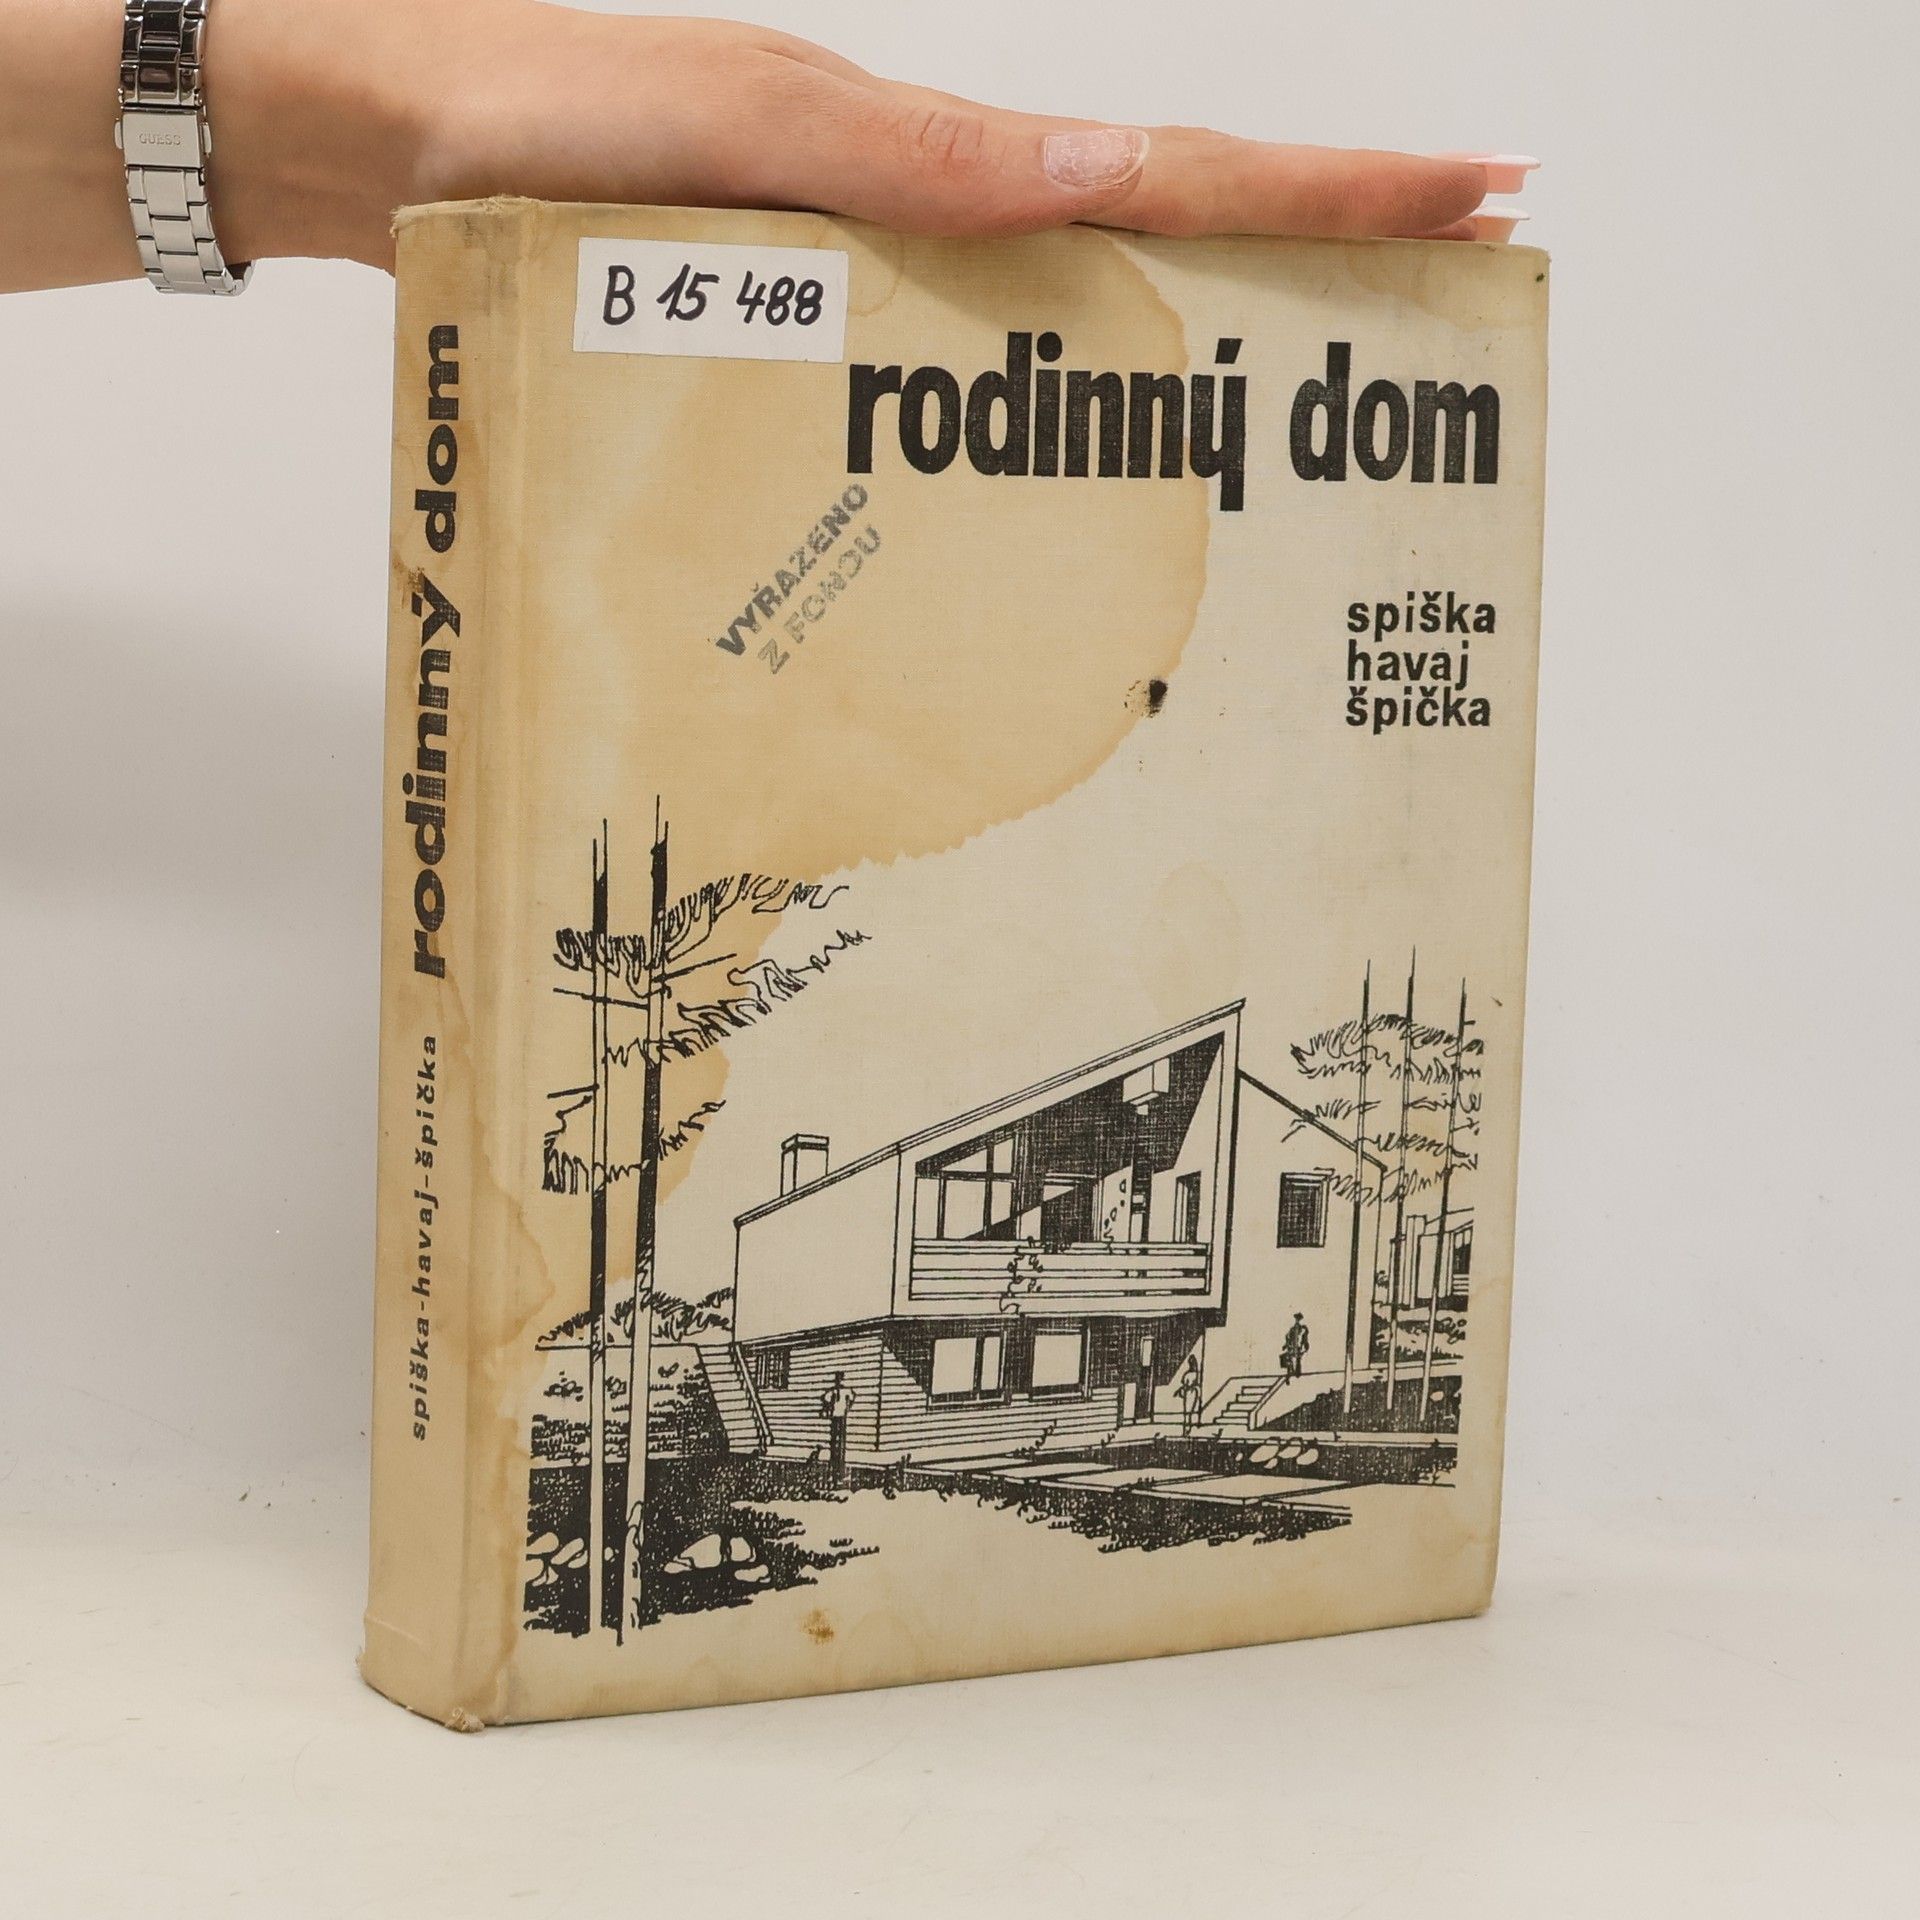 GUESS
B 15 488
rodinný dom
VYŘAZENO
Z FONDU
spiška
havaj
špička
spiška-havaj-špička rodinný dom